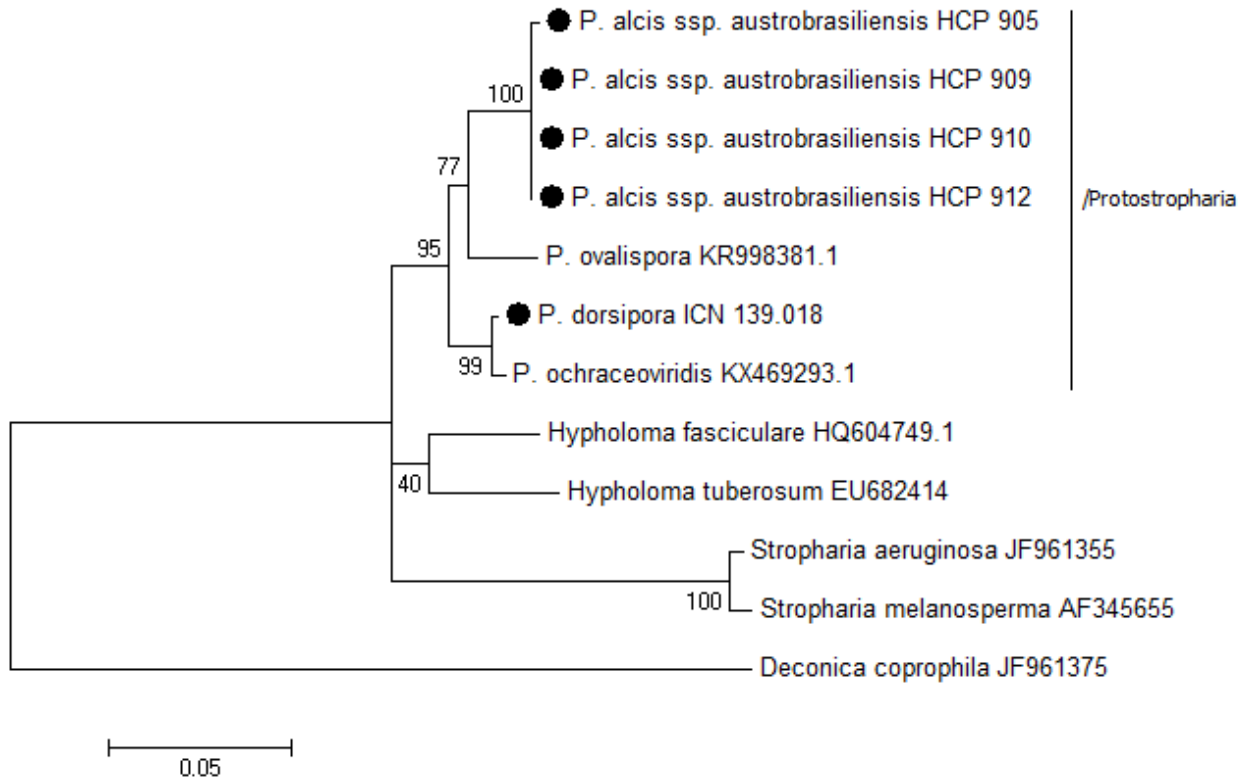 P. alcis ssp. austrobrasiliensis HCP 905
P. alcis ssp. austrobrasiliensis HCP 909
100
P. alcis ssp. austrobrasiliensis HCP 910
77
P. alcis ssp. austrobrasiliensis HCP 912
/Protostropharia
95
P. ovalispora KR998381.1
P. dorsipora ICN 139.018
99
P. ochraceoviridis KX469293.1
Hypholoma fasciculare HQ604749.1
40
Hypholoma tuberosum EU682414
Stropharia aeruginosa JF961355
100
Stropharia melanosperma AF345655
Deconica coprophila JF961375
0.05